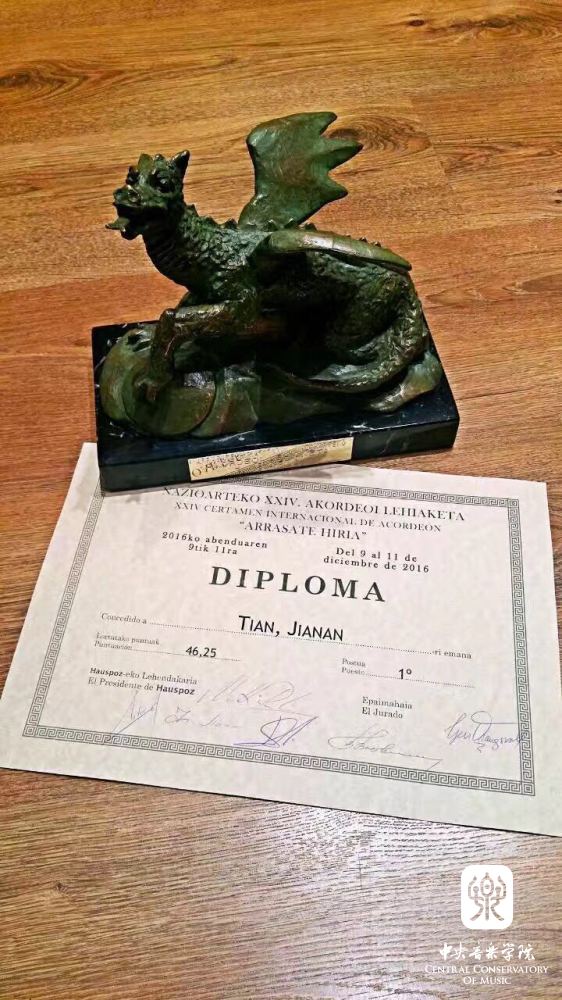 NAZIOARTEKO XXIV. AKORDEOI LEHIAKETA
XXIV CERTAMEN INTERNACIONAL DE ACORDEON
"ARRASATE HIRIA"
2016ko abenduaren
9tik 11ra
Del 9 al 11 de
diciembre de 2016
DIPLOMA
Concedido a TIAN, JIANAN ri emana
Lortutako puntuak
Puntuación: 46,25
Postua
Puesto 1º
Hauspoz-eko Lehendakaria
El Presidente de Hauspoz
Epaimahaia
El Jurado
中央音乐学院
CENTRAL CONSERVATORY
OF MUSIC